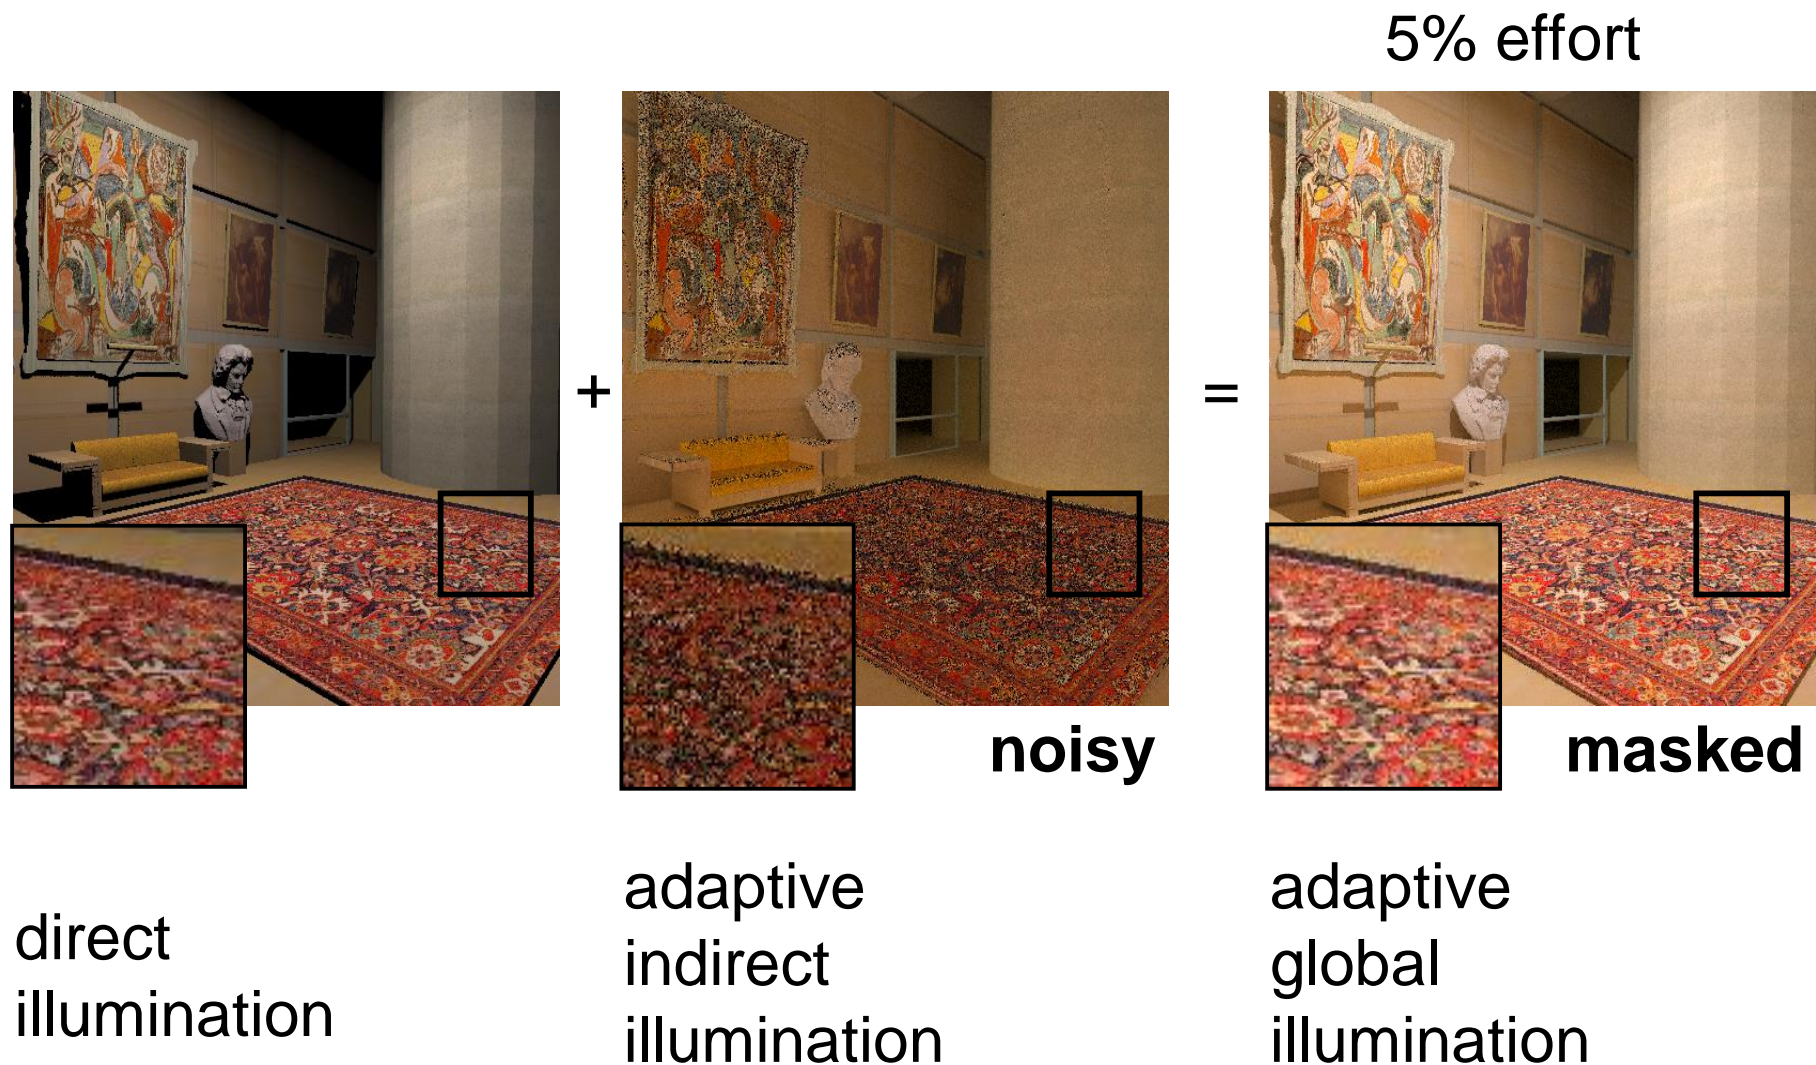 5% effort
+
=
noisy
masked
direct
illumination
adaptive
indirect
illumination
adaptive
global
illumination